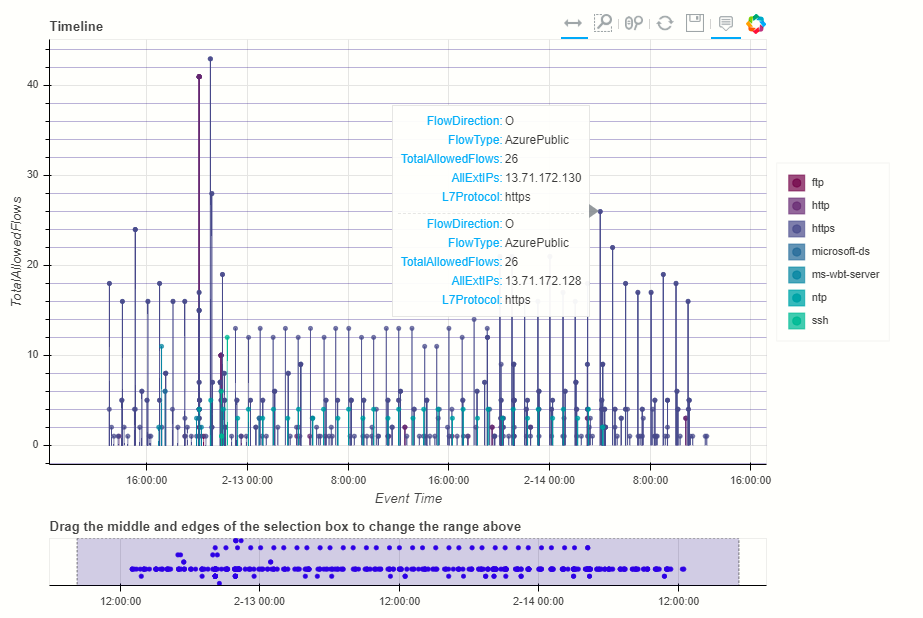 Timeline
TotalAllowedFlows
40
30
20
10
0
FlowDirection: O
FlowType: AzurePublic
TotalAllowedFlows: 26
AllExtIPs: 13.71.172.130
L7Protocol: https
FlowDirection: O
FlowType: AzurePublic
TotalAllowedFlows: 26
AllExtIPs: 13.71.172.128
L7Protocol: https
ftp
http
https
microsoft-ds
ms-wbt-server
ntp
ssh
16:00:00 2-13 00:00 8:00:00 16:00:00 2-14 00:00 8:00:00 16:00:00
Event Time
Drag the middle and edges of the selection box to change the range above
12:00:00 2-13 00:00 12:00:00 2-14 00:00 12:00:00